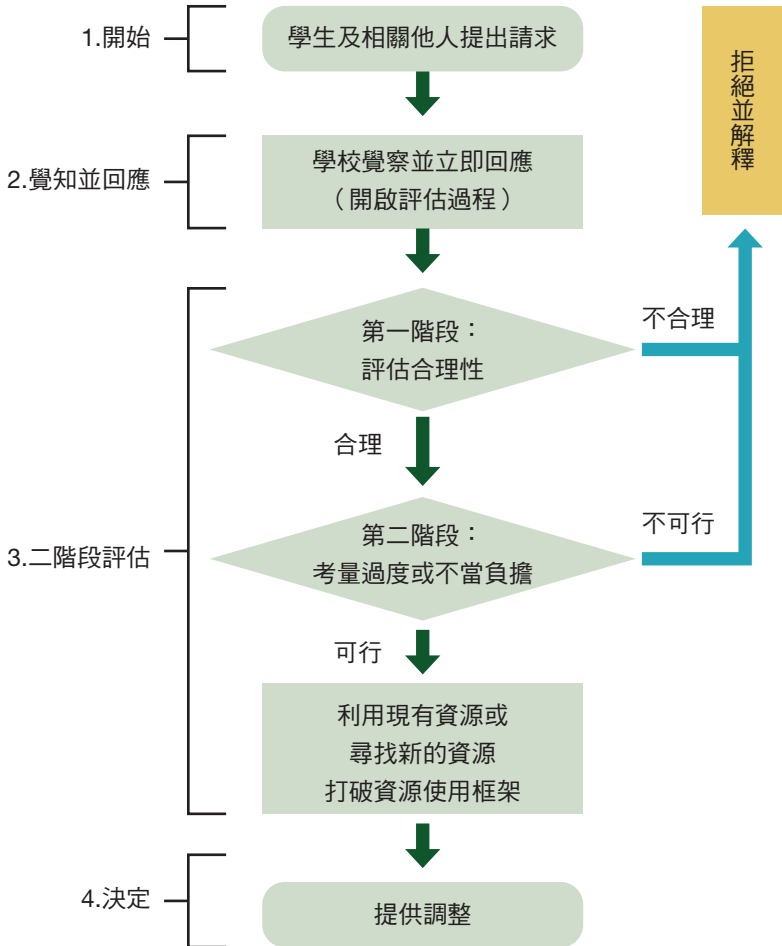 1.開始
學生及相關他人提出請求
拒絕並解釋
2.覺知並回應
學校覺察並立即回應
（開啟評估過程）
3.二階段評估
第一階段：
評估合理性
不合理
合理
第二階段：
考量過度或不當負擔
不可行
可行
利用現有資源或
尋找新的資源
打破資源使用框架
4.決定
提供調整